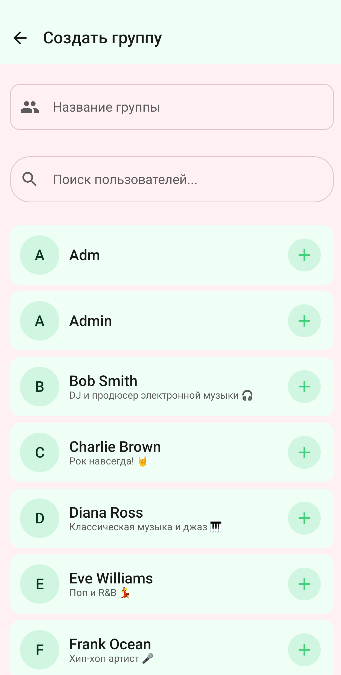 Создать группу
Название группы
Поиск пользователей...
A
Adm
A
Admin
B
Bob Smith
DJ и продюсер электронной музыки 🎧
C
Charlie Brown
Рок навсегда! 🤘
D
Diana Ross
Классическая музыка и джаз 🎹
E
Eve Williams
Поп и R&B 💃
F
Frank Ocean
Хип-хоп артист 🎤